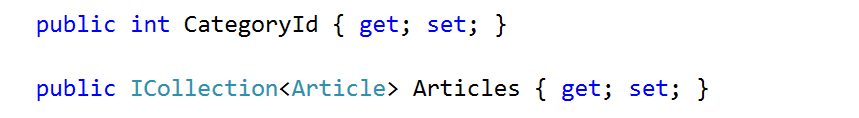 public int CategoryId { get; set; }
public ICollection<Article> Articles { get; set; }